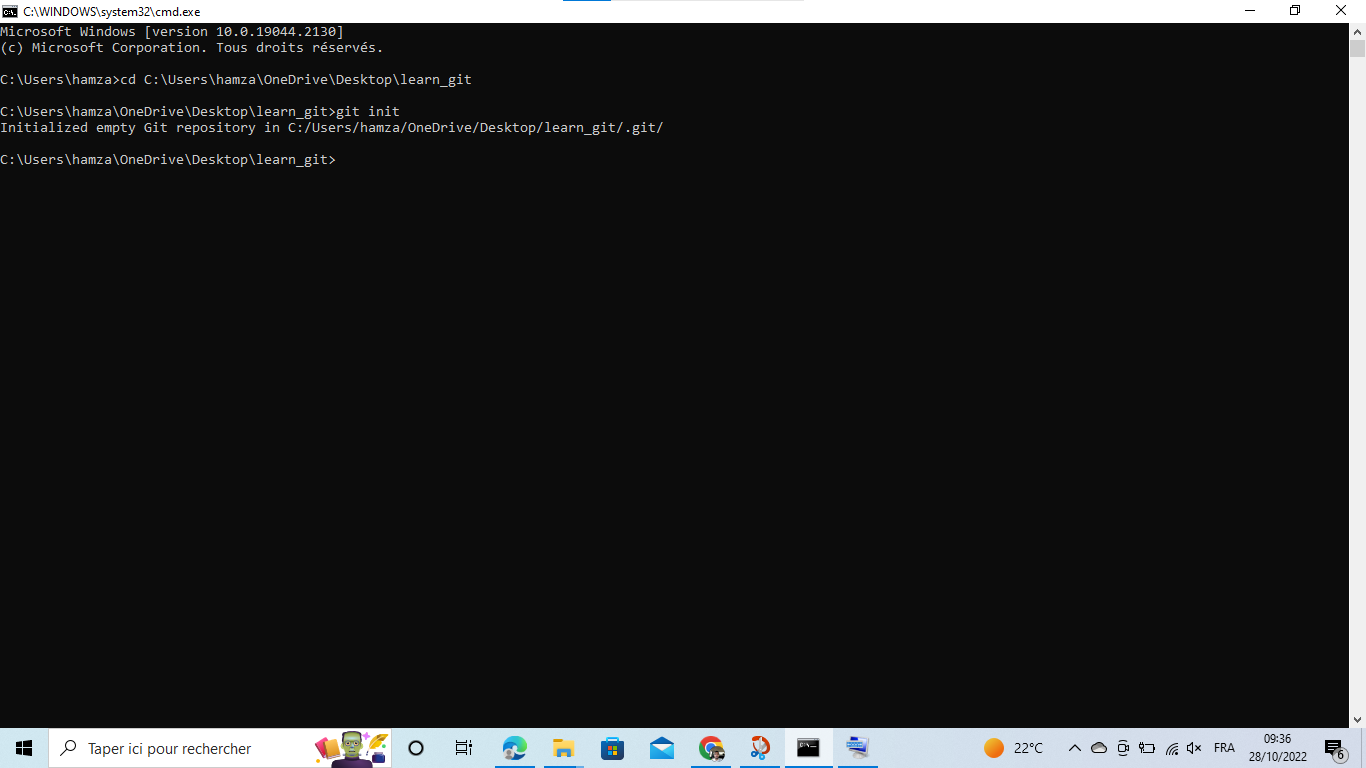 C:\WINDOWS\system32\cmd.exe
Microsoft Windows [version 10.0.19044.2130]
(c) Microsoft Corporation. Tous droits réservés.
C:\Users\hamza>cd C:\Users\hamza\OneDrive\Desktop\learn_git
C:\Users\hamza\OneDrive\Desktop\learn_git>git init
Initialized empty Git repository in C:/Users/hamza/OneDrive/Desktop/learn_git/.git/
C:\Users\hamza\OneDrive\Desktop\learn_git>
Taper ici pour rechercher
22°C
FRA
09:36
28/10/2022
6